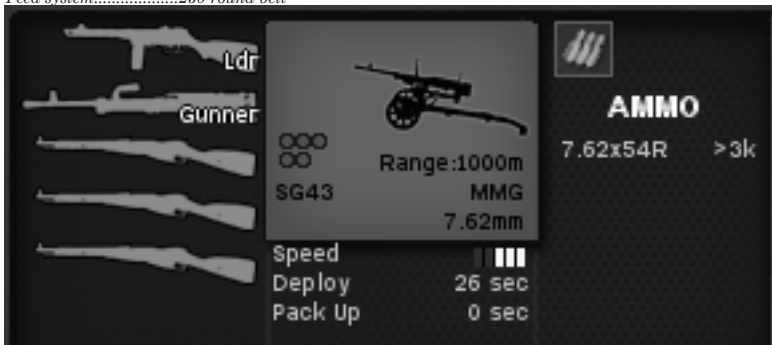 Feed system...................250 round belt
Ldr
Gunner
Range:1000m
SG43 MMG
7.62mm
Speed
Deploy 26 sec
Pack Up 0 sec
AMMO
7.62x54R >3k